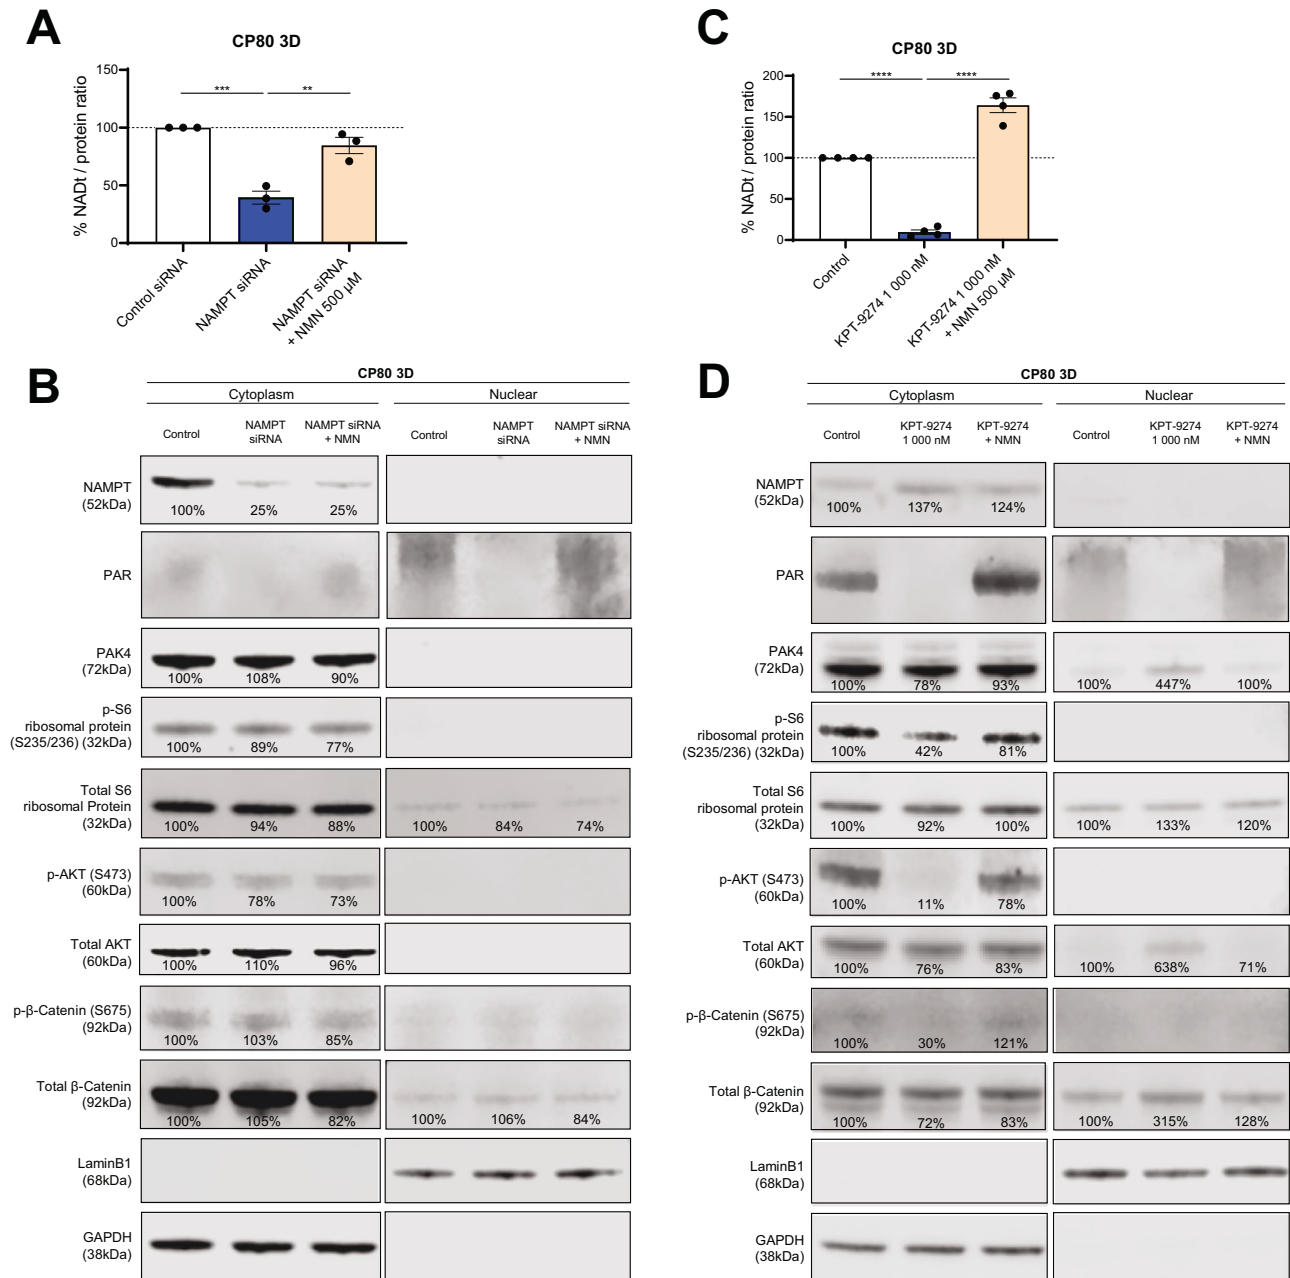 A
CP80 3D
% NADt / protein ratio
150
100
50
0
***
**
Control siRNA
NAMPT siRNA
NAMPT siRNA
+ NMN 500 µM
C
CP80 3D
% NADt / protein ratio
200
150
100
50
0
****
****
Control
KPT-9274 1 000 nM
KPT-9274 1 000 nM
+ NMN 500 µM
B
CP80 3D
Cytoplasm
Nuclear
Control
NAMPT
siRNA
NAMPT siRNA
+ NMN
Control
NAMPT
siRNA
NAMPT siRNA
+ NMN
NAMPT
(52kDa)
100% 25% 25%
PAR
PAK4
(72kDa)
100% 108% 90%
p-S6
ribosomal protein
(S235/236) (32kDa)
100% 89% 77%
Total S6
ribosomal Protein
(32kDa)
100% 94% 88% 100% 84% 74%
p-AKT (S473)
(60kDa)
100% 78% 73%
Total AKT
(60kDa)
100% 110% 96%
p-β-Catenin (S675)
(92kDa)
100% 103% 85%
Total β-Catenin
(92kDa)
100% 105% 82% 100% 106% 84%
LaminB1
(68kDa)
GAPDH
(38kDa)
D
CP80 3D
Cytoplasm
Nuclear
Control
KPT-9274
1 000 nM
KPT-9274
+ NMN
Control
KPT-9274
1 000 nM
KPT-9274
+ NMN
NAMPT
(52kDa)
100% 137% 124%
PAR
PAK4
(72kDa)
100% 78% 93% 100% 447% 100%
p-S6
ribosomal protein
(S235/236) (32kDa)
100% 42% 81%
Total S6
ribosomal protein
(32kDa)
100% 92% 100% 100% 133% 120%
p-AKT (S473)
(60kDa)
100% 11% 78%
Total AKT
(60kDa)
100% 76% 83% 100% 638% 71%
p-β-Catenin (S675)
(92kDa)
100% 30% 121%
Total β-Catenin
(92kDa)
100% 72% 83% 100% 315% 128%
LaminB1
(68kDa)
GAPDH
(38kDa)